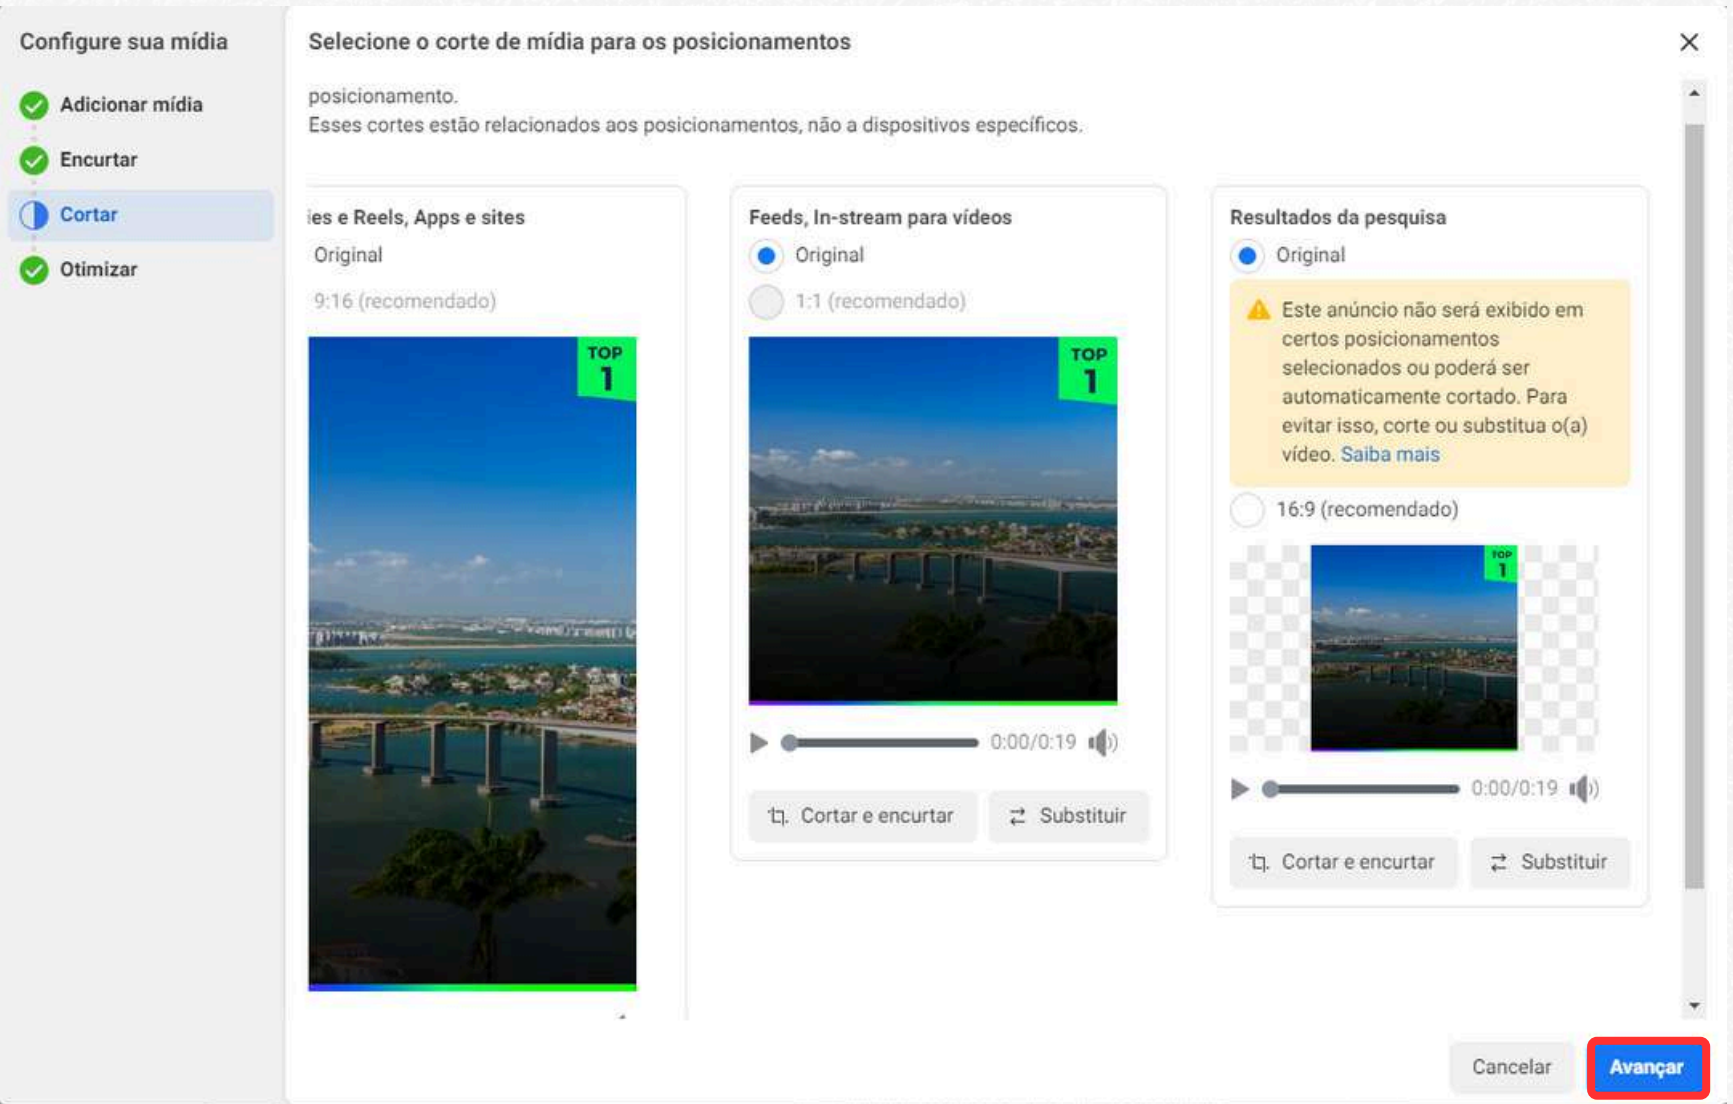 Configure sua mídia
Adicionar mídia
Encurtar
Cortar
Otimizar
Selecione o corte de mídia para os posicionamentos
posicionamento.
Esses cortes estão relacionados aos posicionamentos, não a dispositivos específicos.
ies e Reels, Apps e sites
Original
9:16 (recomendado)
TOP
1
Feeds, In-stream para vídeos
Original
1:1 (recomendado)
TOP
1
0:00/0:19
Cortar e encurtar
Substituir
Resultados da pesquisa
Original
Este anúncio não será exibido em
certos posicionamentos
selecionados ou poderá ser
automaticamente cortado. Para
evitar isso, corte ou substitua o(a)
vídeo. Saiba mais
16:9 (recomendado)
TOP
1
0:00/0:19
Cortar e encurtar
Substituir
Cancelar
Avançar